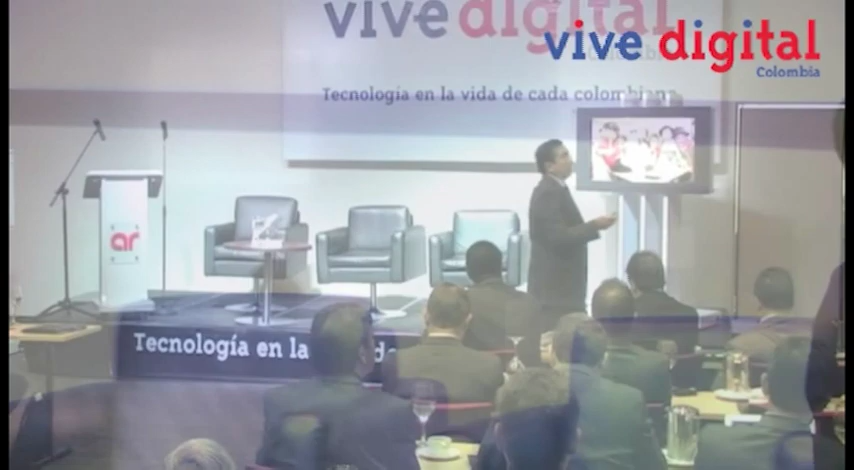 vive digital
vive digital
Colombia
Tecnología en la vida de cada colombiano
ar
Tecnología en la